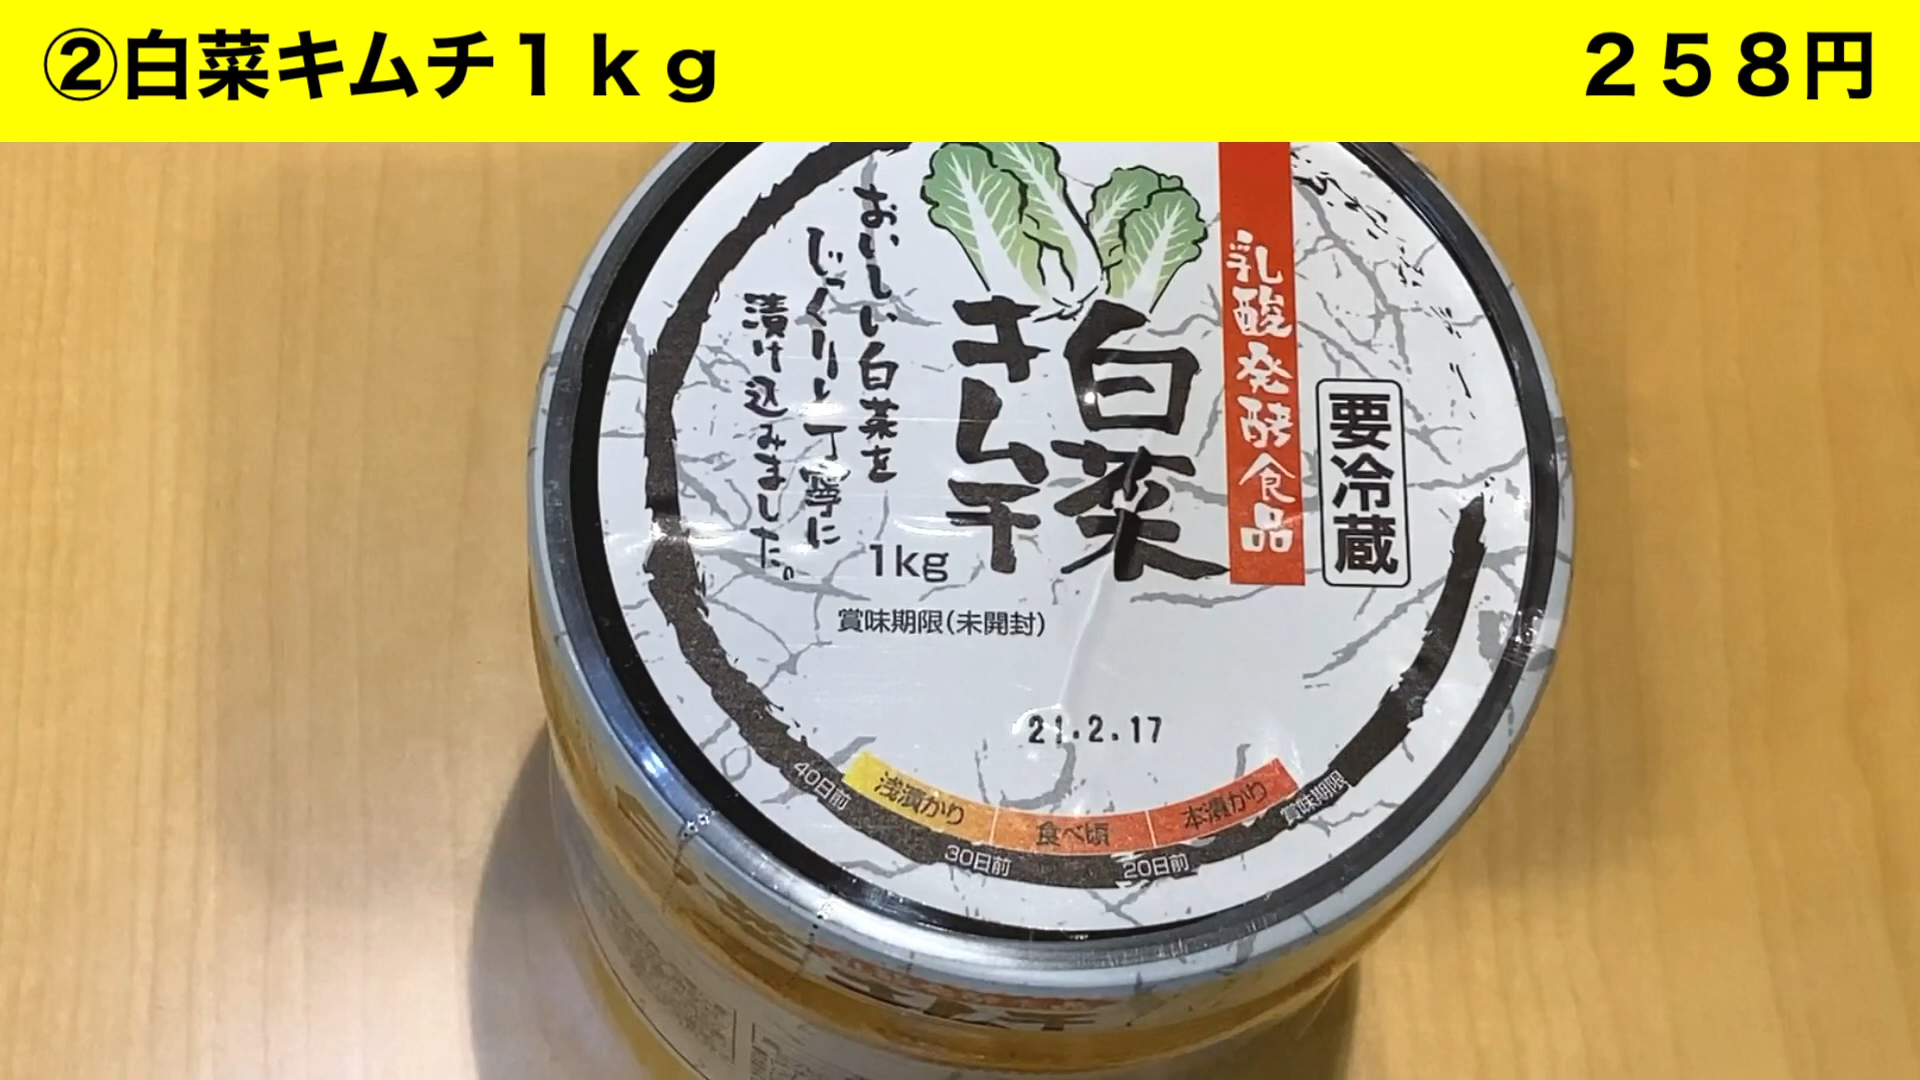 ②白菜キムチ１ｋｇ
２５８円
乳酸発酵食品
要冷蔵
白菜
キムチ
おいしい白菜を
じっくりと丁寧に
漬け込みました。
1kg
賞味期限(未開封)
21.2.17
浅漬かり
食べ頃
本漬かり
40日前
30日前
20日前
賞味期限